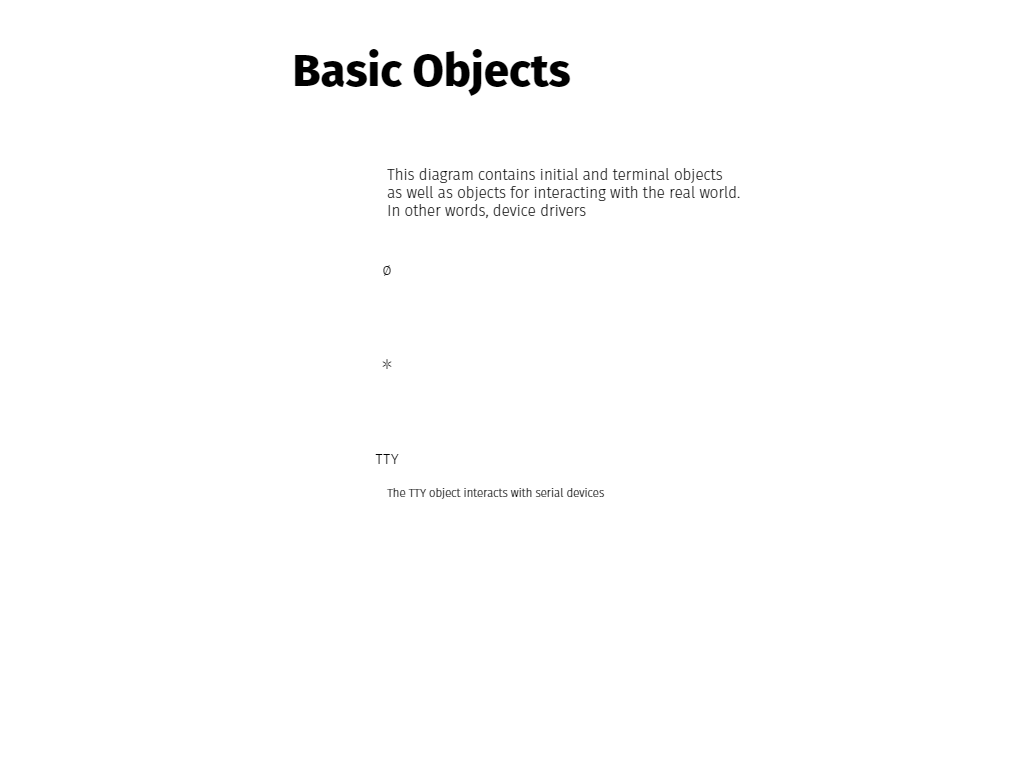 Basic Objects
This diagram contains initial and terminal objects
as well as objects for interacting with the real world.
In other words, device drivers
∅
*
TTY
The TTY object interacts with serial devices